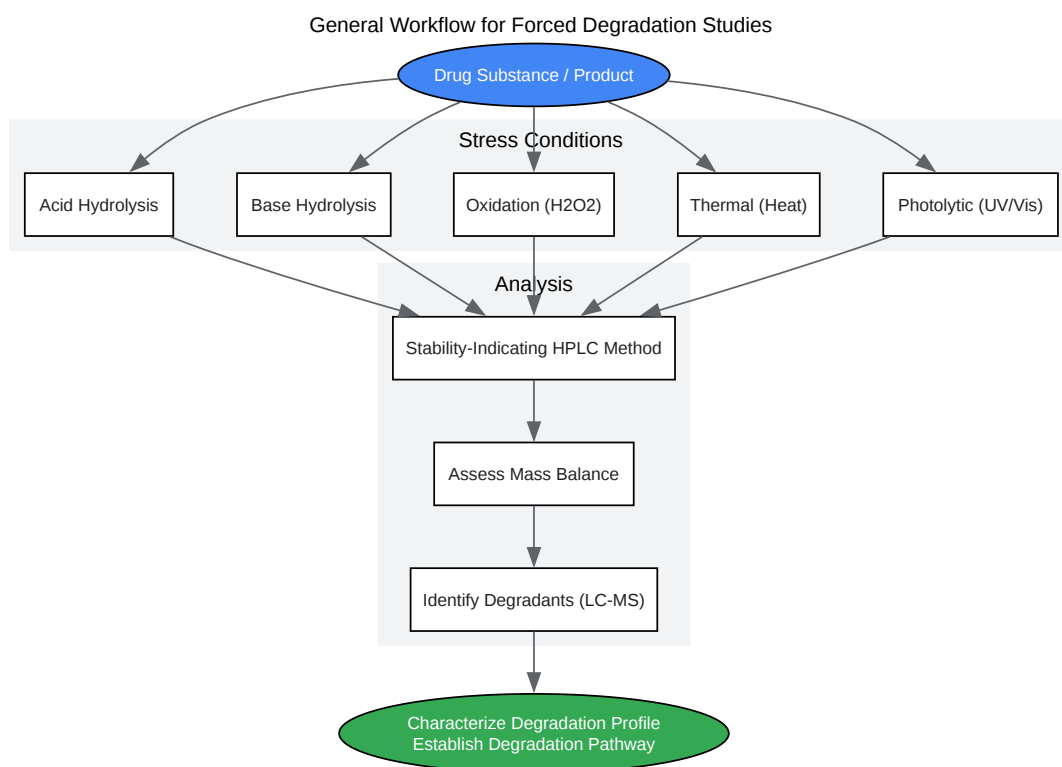 General Workflow for Forced Degradation Studies
Drug Substance / Product
Stress Conditions
Acid Hydrolysis
Base Hydrolysis
Oxidation (H2O2)
Thermal (Heat)
Photolytic (UV/Vis)
Analysis
Stability-Indicating HPLC Method
Assess Mass Balance
Identify Degradants (LC-MS)
Characterize Degradation Profile
Establish Degradation Pathway